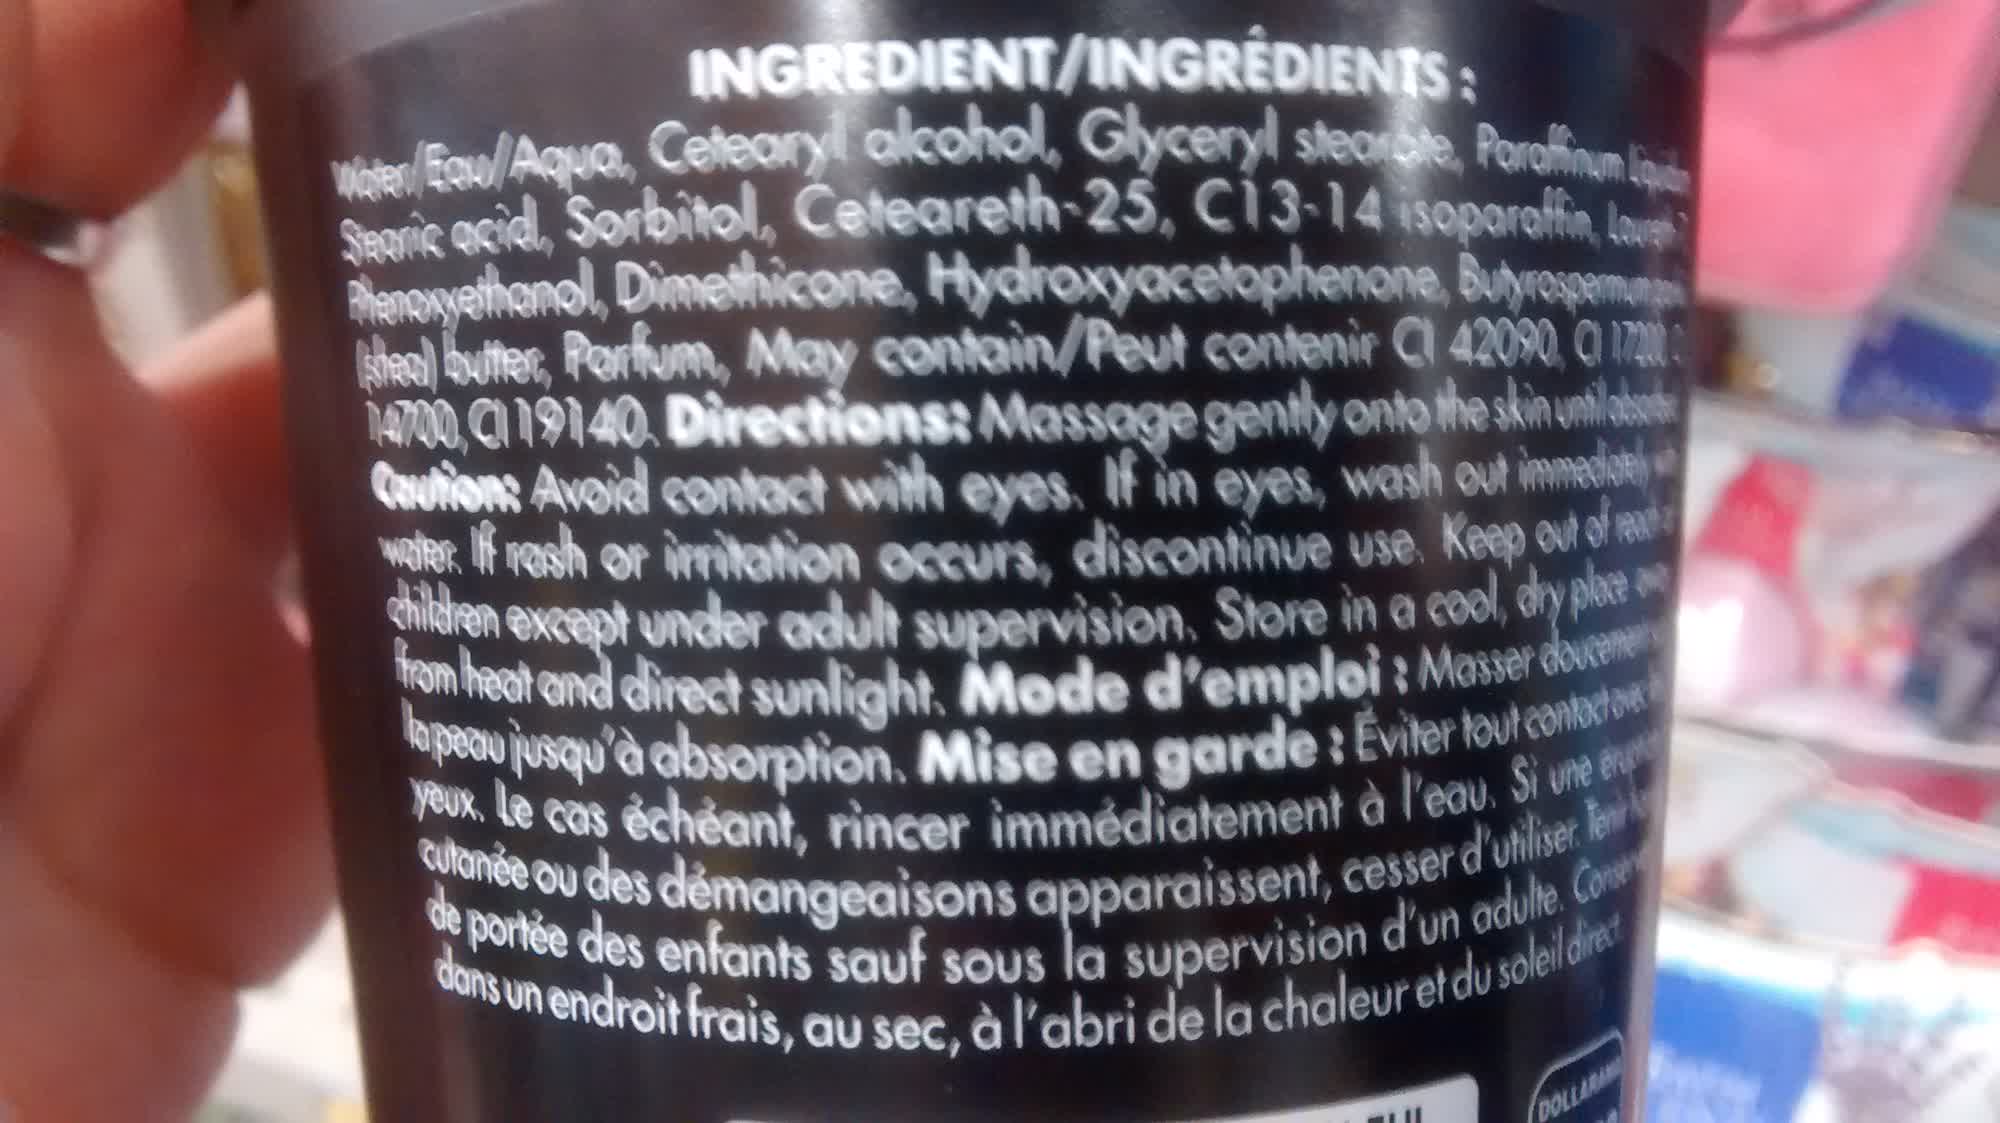 INGREDIENT/INGRÉDIENTS :
Water/Eau/Aqua, Cetearyl alcohol, Glyceryl stearate, Paraffinum
Stearic acid, Sorbitol, Ceteareth-25, C13-14 isoparaffin,
Phenoxyethanol, Dimethicone, Hydroxyacetophenone, Butyrospermum
(shea) butter, Parfum, May contain/Peut contenir CI 42090, CI
14700, CI 19140. Directions: Massage gently onto the skin until
Caution: Avoid contact with eyes. If in eyes, wash out immediately
water. If rash or irritation occurs, discontinue use. Keep out of
children except under adult supervision. Store in a cool, dry place
from heat and direct sunlight. Mode d'emploi : Masser
la peau jusqu'à absorption. Mise en garde : Éviter tout contact
yeux. Le cas échéant, rincer immédiatement à l'eau. Si une
cutanée ou des démangeaisons apparaissent, cesser d'utiliser. Tenir
de portée des enfants sauf sous la supervision d'un adulte.
dans un endroit frais, au sec, à l'abri de la chaleur et du soleil direct.